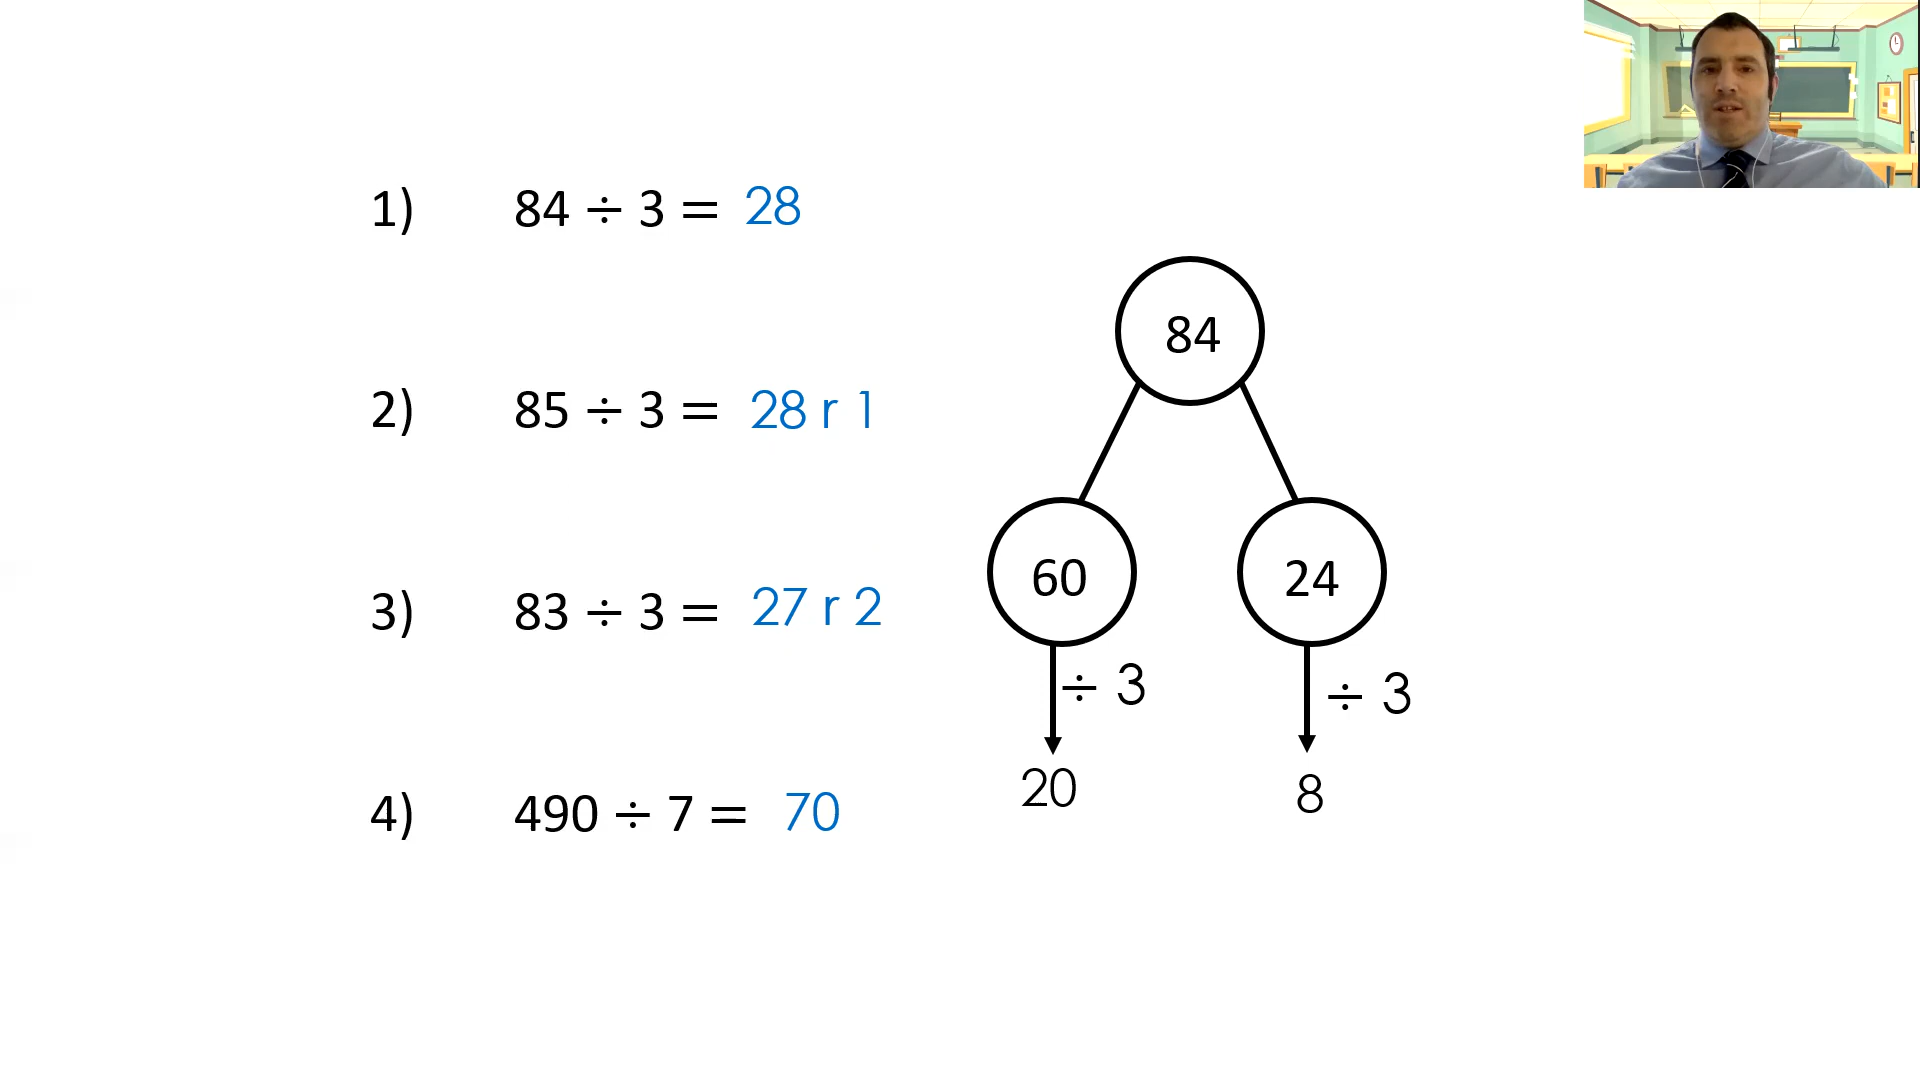 1) 84 ÷ 3 = 28
2) 85 ÷ 3 = 28 r 1
3) 83 ÷ 3 = 27 r 2
4) 490 ÷ 7 = 70
84
60 24
÷ 3 ÷ 3
20 8